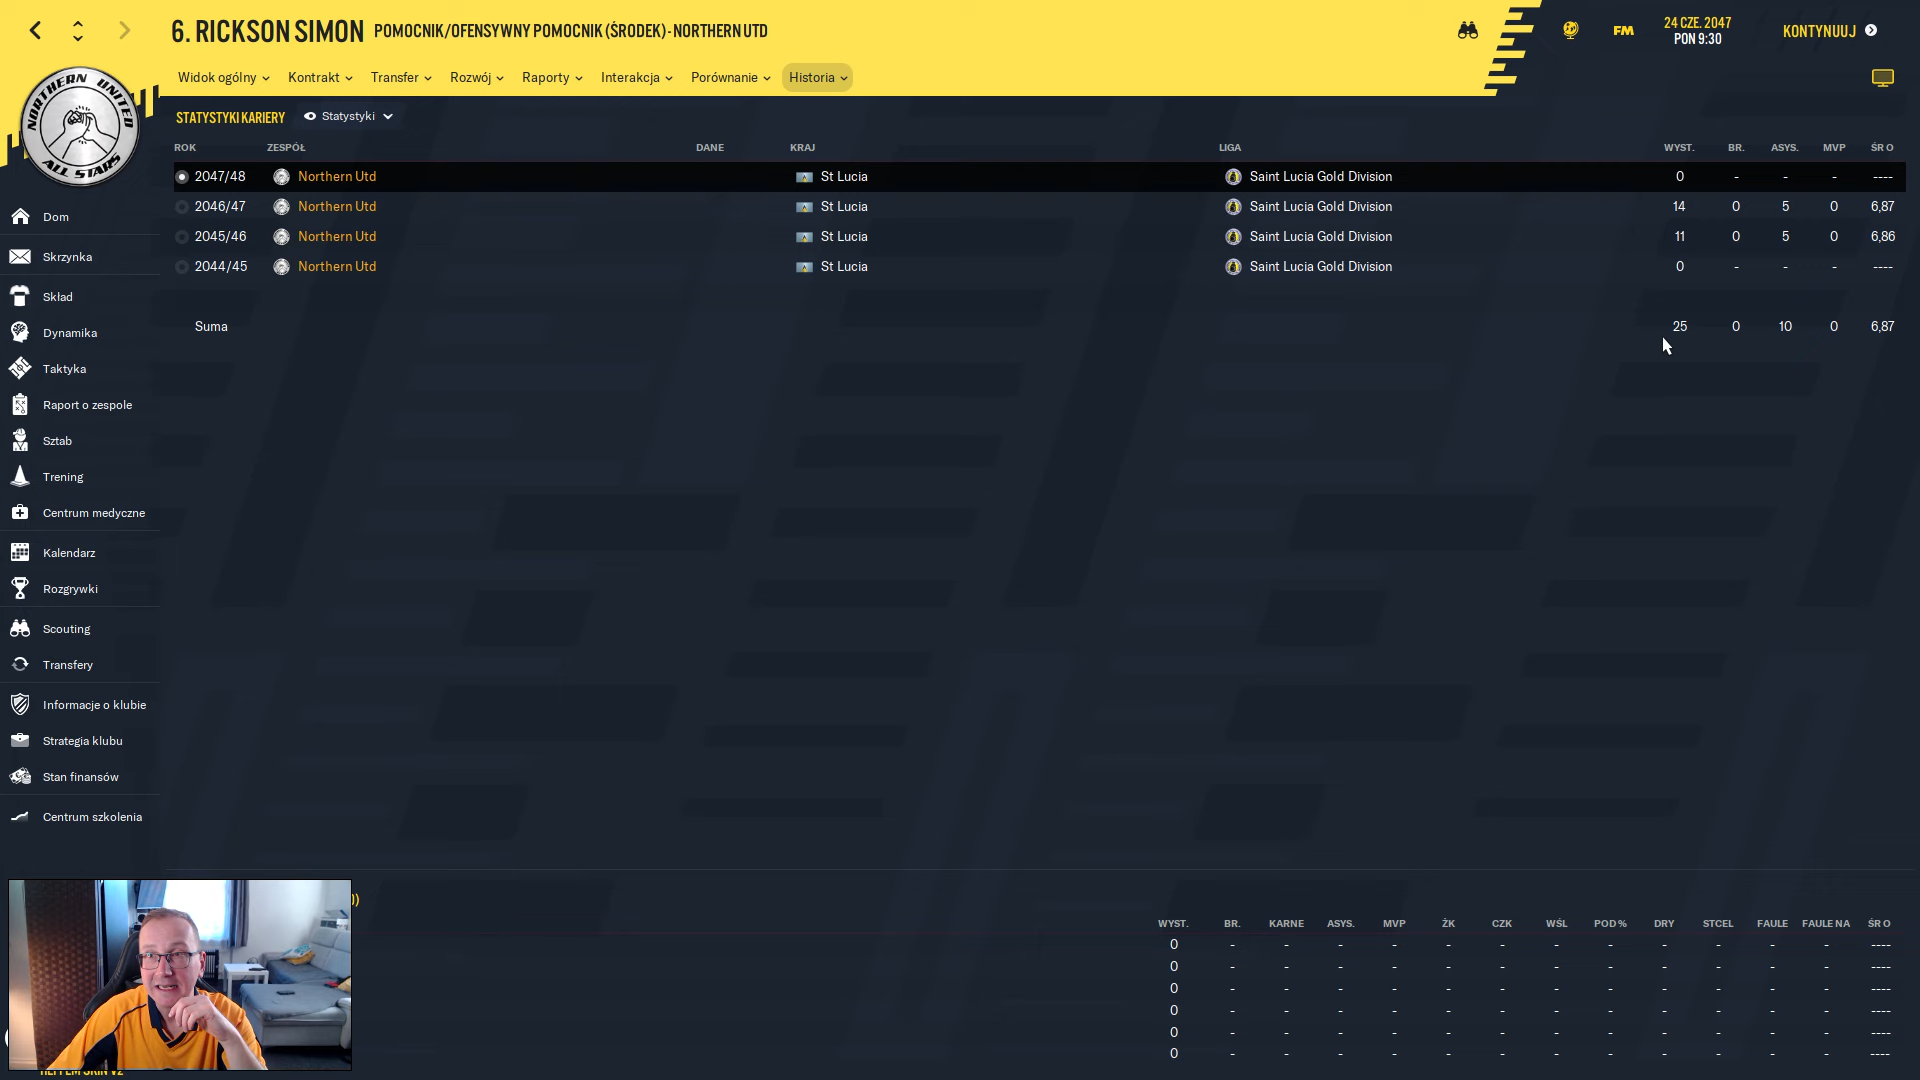 6. RICKSON SIMON POMOCNIK/OFENSYWNY POMOCNIK (ŚRODEK) - NORTHERN UTD
FM
24 CZE. 2047
PON 9:30
KONTYNUUJ
Widok ogólny Kontrakt Transfer Rozwój Raporty Interakcja Porównanie Historia
NORTHERN UNITED
ALL STARS
STATYSTYKI KARIERY Statystyki
ROK ZESPÓŁ DANE KRAJ LIGA WYST. BR. ASYS. MVP ŚR O
2047/48 Northern Utd St Lucia Saint Lucia Gold Division 0 - - - ----
2046/47 Northern Utd St Lucia Saint Lucia Gold Division 14 0 5 0 6,87
2045/46 Northern Utd St Lucia Saint Lucia Gold Division 11 0 5 0 6,86
2044/45 Northern Utd St Lucia Saint Lucia Gold Division 0 - - - ----
Suma 25 0 10 0 6,87
Dom
Skrzynka
Skład
Dynamika
Taktyka
Raport o zespole
Sztab
Trening
Centrum medyczne
Kalendarz
Rozgrywki
Scouting
Transfery
Informacje o klubie
Strategia klubu
Stan finansów
Centrum szkolenia
WYST. BR. KARNE ASYS. MVP ŻK CZK WŚL POD % DRY STCEL FAULE FAULE NA ŚR O
0 - - - - - - - - - - - - ----
0 - - - - - - - - - - - - ----
0 - - - - - - - - - - - - ----
0 - - - - - - - - - - - - ----
0 - - - - - - - - - - - - ----
0 - - - - - - - - - - - - ----